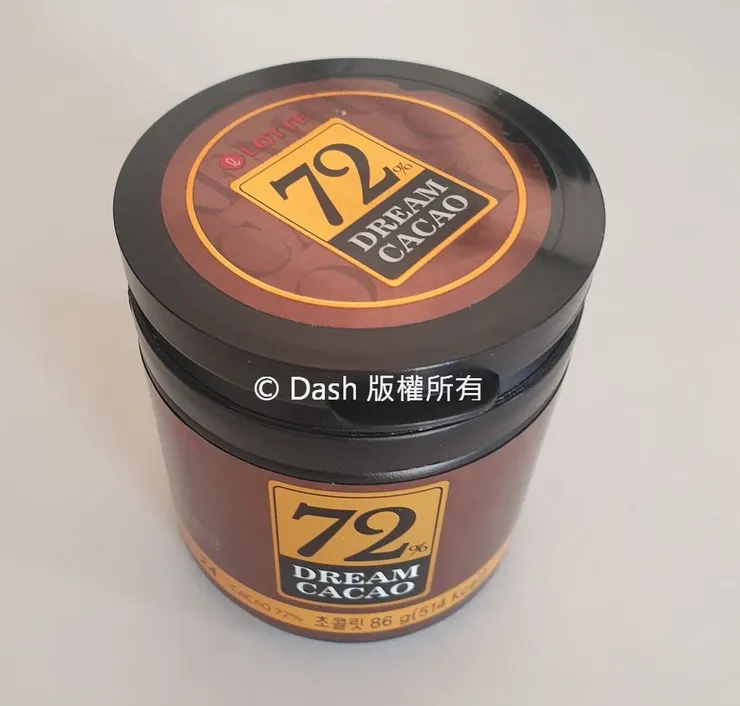 LOTTE
72%
DREAM
CACAO
© Dash 版權所有
72%
DREAM
CACAO
24
CACAO 72%
초콜릿 86 g(514 kcal)